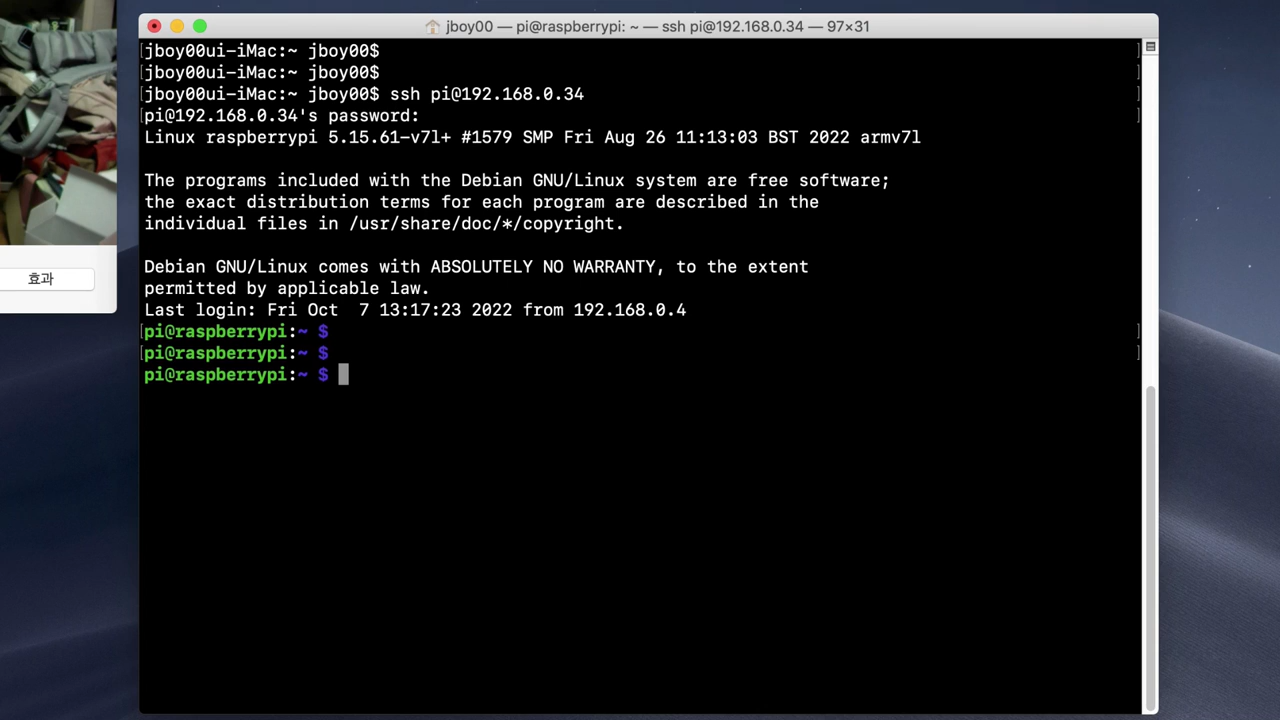 jboy00 — pi@raspberrypi: ~ — ssh pi@192.168.0.34 — 97×31
[jboy00ui-iMac:~ jboy00$ ]
[jboy00ui-iMac:~ jboy00$ ]
[jboy00ui-iMac:~ jboy00$ ssh pi@192.168.0.34 ]
[pi@192.168.0.34's password: ]
Linux raspberrypi 5.15.61-v7l+ #1579 SMP Fri Aug 26 11:13:03 BST 2022 armv7l
The programs included with the Debian GNU/Linux system are free software;
the exact distribution terms for each program are described in the
individual files in /usr/share/doc/*/copyright.
Debian GNU/Linux comes with ABSOLUTELY NO WARRANTY, to the extent
permitted by applicable law.
Last login: Fri Oct  7 13:17:23 2022 from 192.168.0.4
[pi@raspberrypi:~ $ ]
[pi@raspberrypi:~ $ ]
pi@raspberrypi:~ $
효과